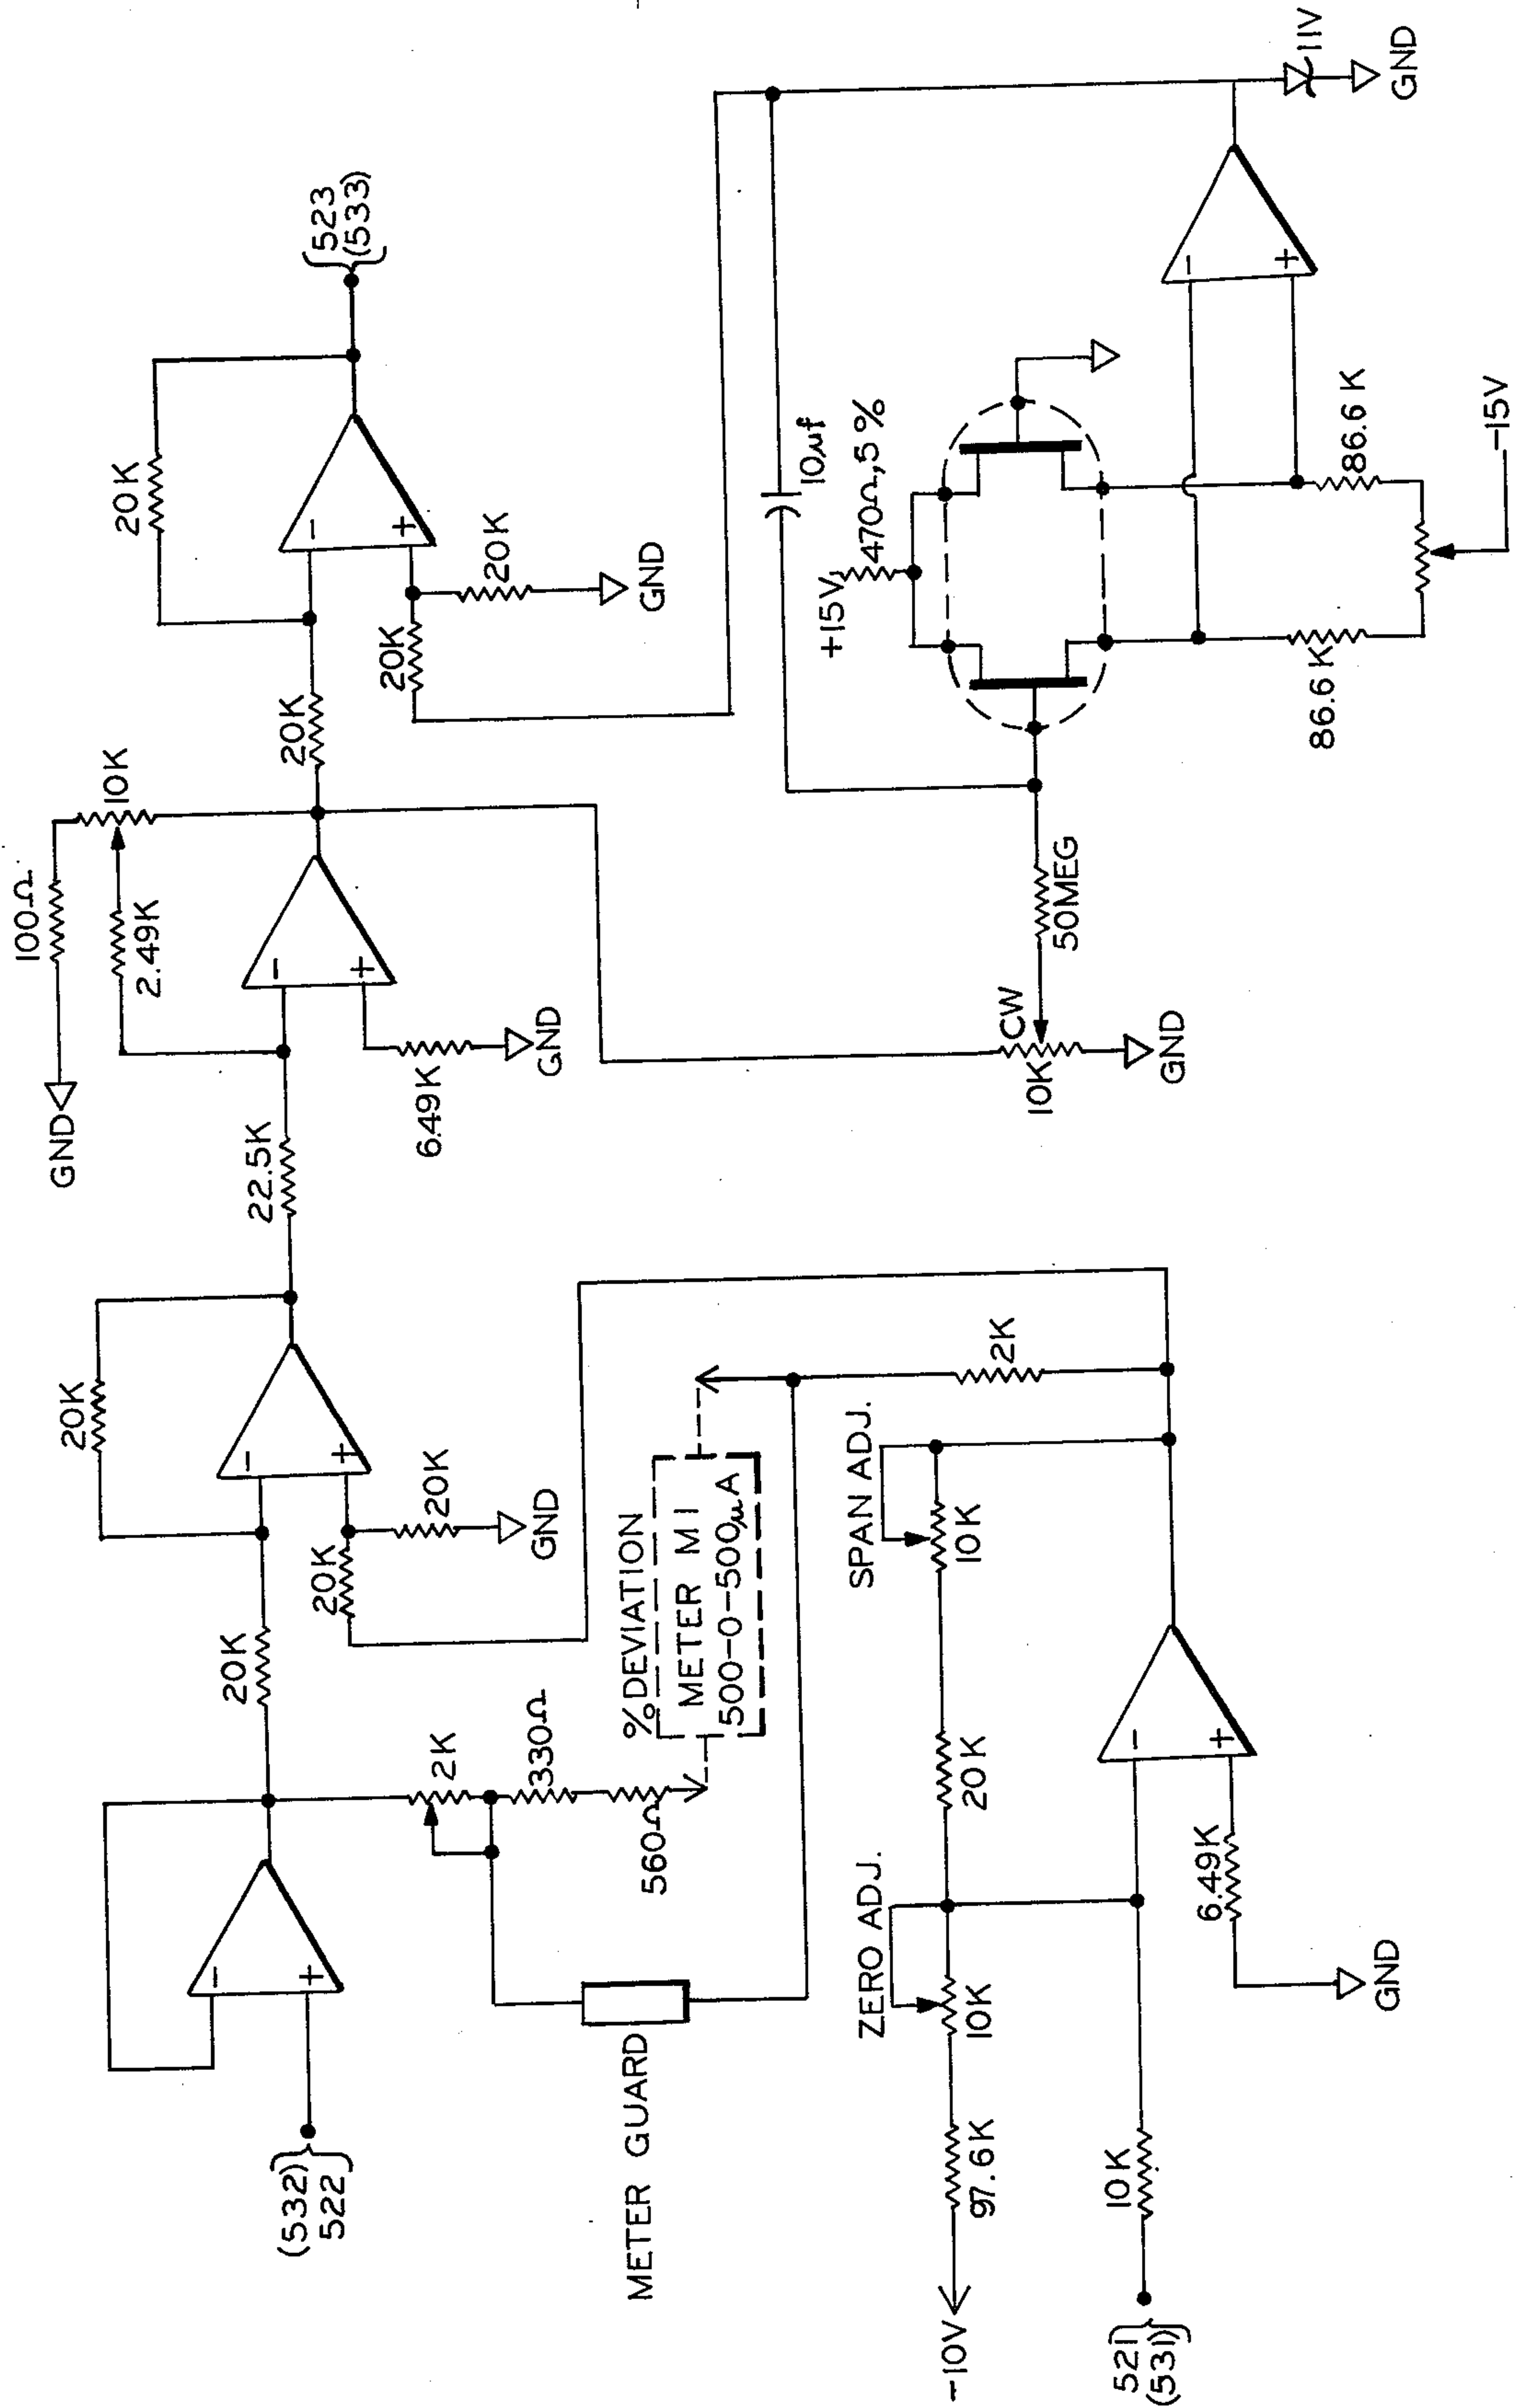 (532)
522
20K
20K
20K
20K
GND
22.5K
GND
100Ω
2.49K
10K
6.49K
GND
20K
20K
20K
20K
GND
523
(533)
2K
330Ω
560Ω
METER GUARD
% DEVIATION
METER M1
500-0-500μA
2K
10K
CW
GND
50MEG
10μf
+15V
470Ω, 5%
86.6K
86.6K
-15V
11V
GND
-10V
97.6K
ZERO ADJ.
10K
20K
SPAN ADJ.
10K
521
(531)
10K
6.49K
GND
-
+
-
+
-
+
-
+
-
+
-
+